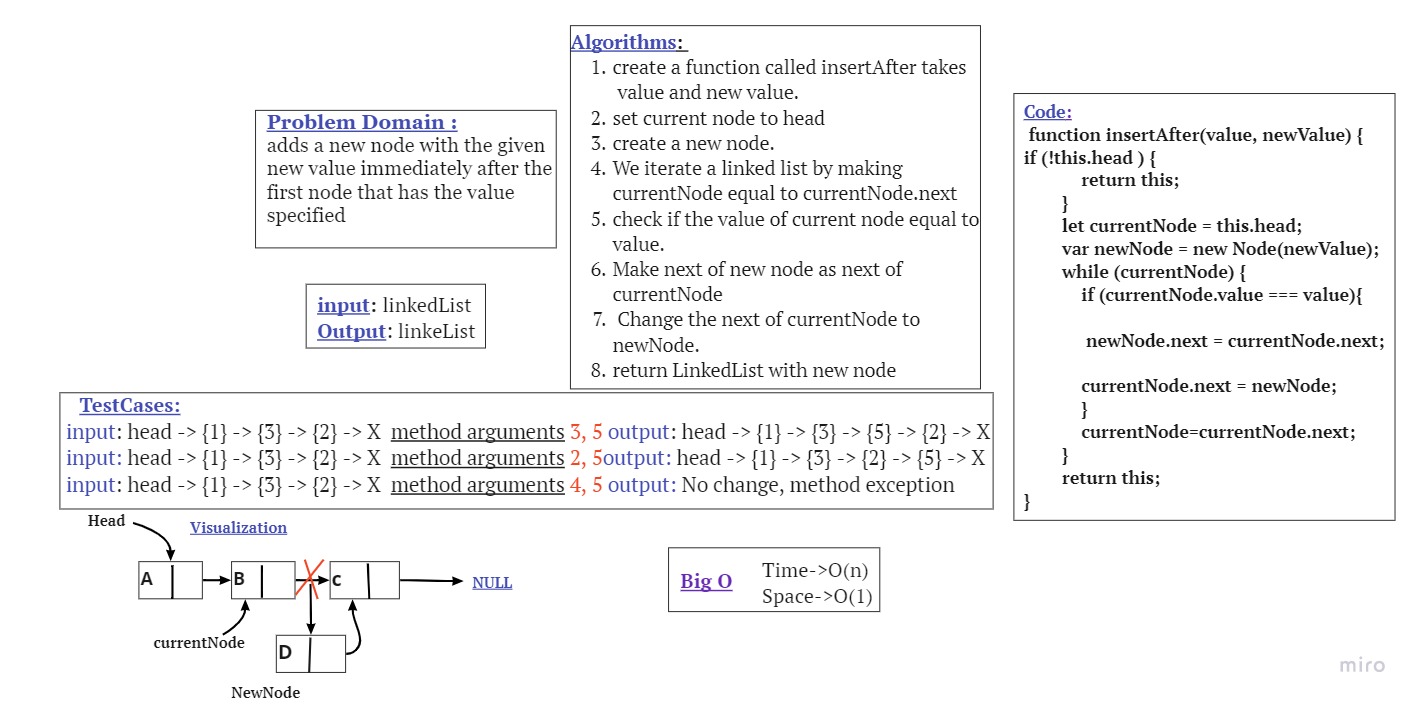 Algorithms:
1. create a function called insertAfter takes
value and new value.
2. set current node to head
3. create a new node.
4. We iterate a linked list by making
currentNode equal to currentNode.next
5. check if the value of current node equal to
value.
6. Make next of new node as next of
currentNode
7. Change the next of currentNode to
newNode.
8. return LinkedList with new node
Problem Domain :
adds a new node with the given
new value immediately after the
first node that has the value
specified
input: linkedList
Output: linkeList
Code:
function insertAfter(value, newValue) {
if (!this.head ) {
return this;
}
let currentNode = this.head;
var newNode = new Node(newValue);
while (currentNode) {
if (currentNode.value === value){
newNode.next = currentNode.next;
currentNode.next = newNode;
}
currentNode=currentNode.next;
}
return this;
}
TestCases:
input: head -> {1} -> {3} -> {2} -> X method arguments 3, 5 output: head -> {1} -> {3} -> {5} -> {2} -> X
input: head -> {1} -> {3} -> {2} -> X method arguments 2, 5output: head -> {1} -> {3} -> {2} -> {5} -> X
input: head -> {1} -> {3} -> {2} -> X method arguments 4, 5 output: No change, method exception
Head
Visualization
A
B
C
NULL
currentNode
D
NewNode
Big O
Time->O(n)
Space->O(1)
miro